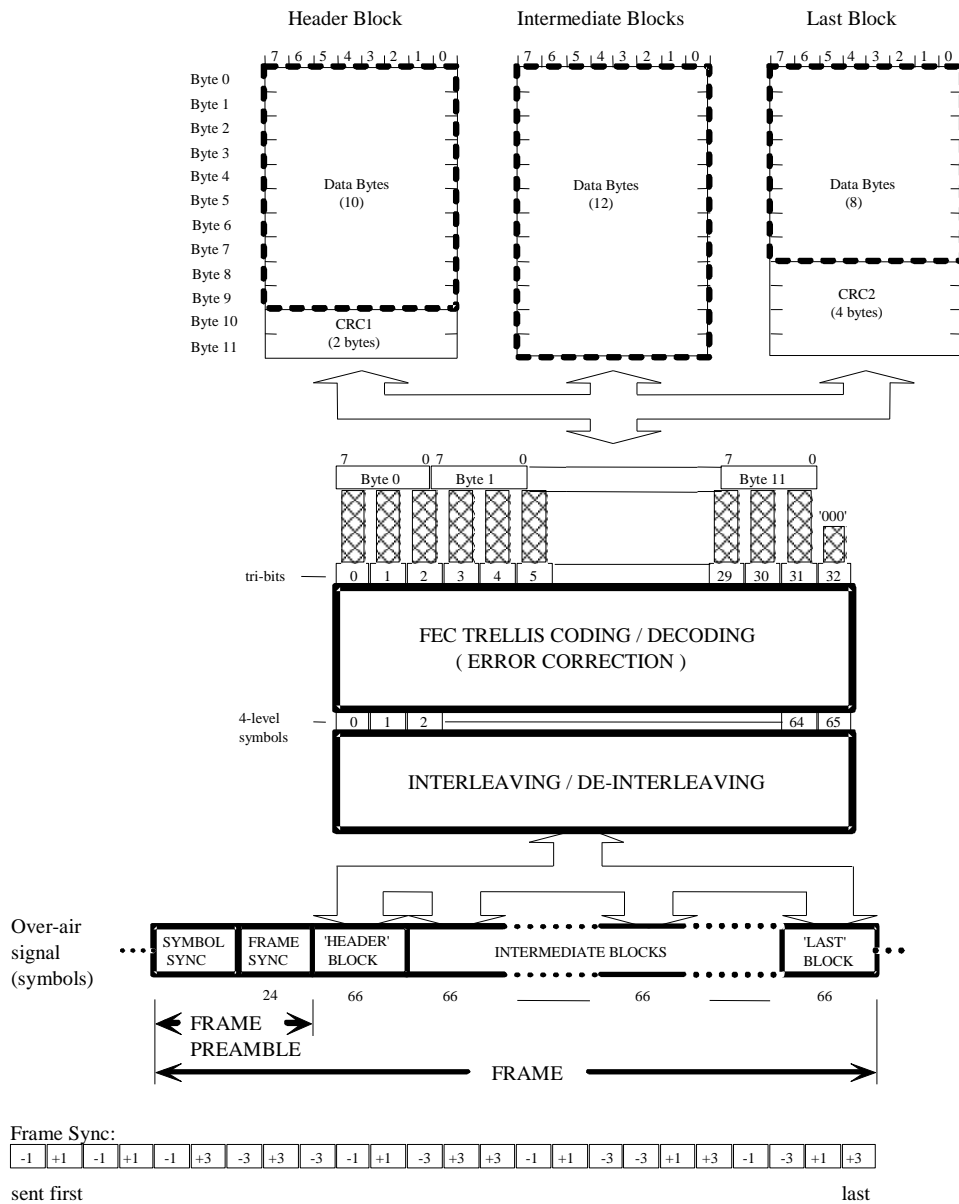 Header Block Intermediate Blocks Last Block
7 6 5 4 3 2 1 0 7 6 5 4 3 2 1 0 7 6 5 4 3 2 1 0
Byte 0
Byte 1
Byte 2
Byte 3
Byte 4
Byte 5
Byte 6
Byte 7
Byte 8
Byte 9
Byte 10
Byte 11
Data Bytes
(10)
CRC1
(2 bytes)
Data Bytes
(12)
Data Bytes
(8)
CRC2
(4 bytes)
7 0 7 0 7 0
Byte 0 Byte 1 Byte 11
'000'
tri-bits 0 1 2 3 4 5 29 30 31 32
FEC TRELLIS CODING / DECODING
( ERROR CORRECTION )
4-level
symbols
0 1 2 64 65
INTERLEAVING / DE-INTERLEAVING
Over-air
signal
(symbols)
SYMBOL
SYNC
FRAME
SYNC
'HEADER'
BLOCK
INTERMEDIATE BLOCKS
'LAST'
BLOCK
24 66 66 66 66
FRAME
PREAMBLE
FRAME
Frame Sync:
-1 +1 -1 +1 -1 +3 -3 +3 -3 -1 +1 -3 +3 +3 -1 +1 -3 -3 +1 +3 -1 -3 +1 +3
sent first last